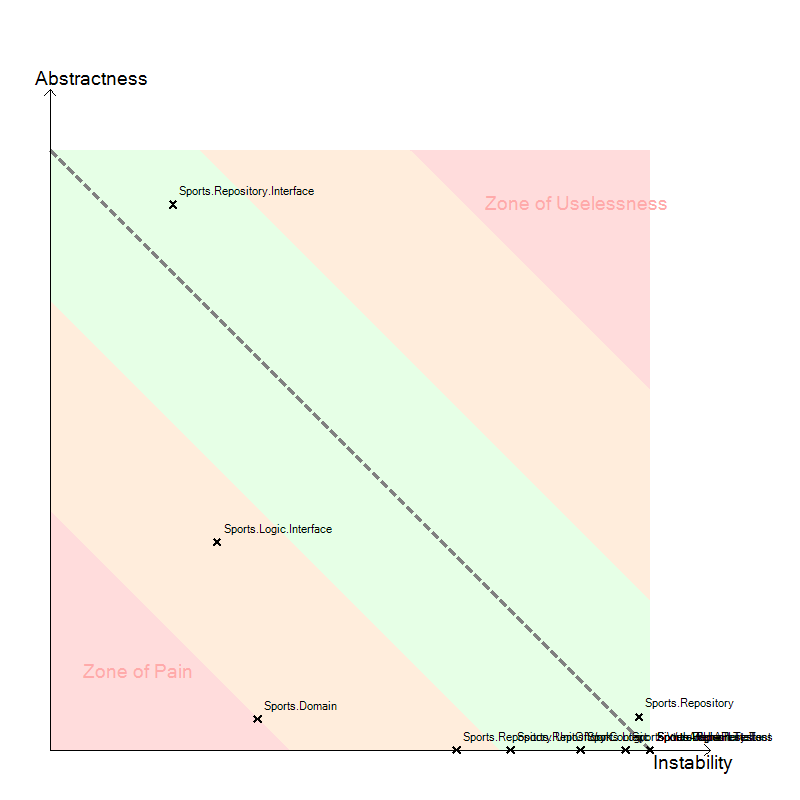 Abstractness
Sports.Repository.Interface
Zone of Uselessness
Sports.Logic.Interface
Zone of Pain
Sports.Domain
Sports.Repository
Instability